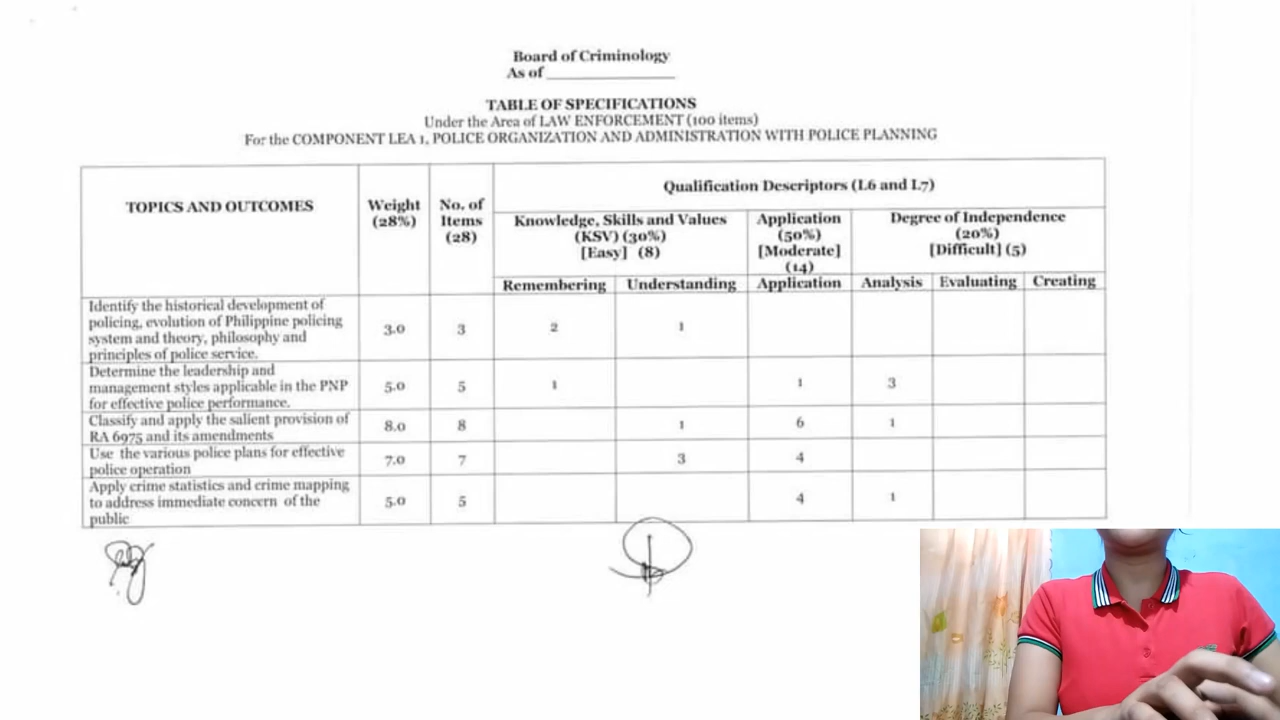 Board of Criminology
As of
TABLE OF SPECIFICATIONS
Under the Area of LAW ENFORCEMENT (100 items)
For the COMPONENT LEA 1, POLICE ORGANIZATION AND ADMINISTRATION WITH POLICE PLANNING
TOPICS AND OUTCOMES
Weight
(28%)
No. of
Items
(28)
Qualification Descriptors (L6 and L7)
Knowledge, Skills and Values
(KSV) (30%)
[Easy] (8)
Application
(50%)
[Moderate]
(14)
Degree of Independence
(20%)
[Difficult] (5)
Remembering
Understanding
Application
Analysis
Evaluating
Creating
Identify the historical development of
policing, evolution of Philippine policing
system and theory, philosophy and
principles of police service.
3.0
3
2
1
Determine the leadership and
management styles applicable in the PNP
for effective police performance.
5.0
5
1
1
3
Classify and apply the salient provision of
RA 6975 and its amendments
8.0
8
1
6
1
Use the various police plans for effective
police operation
7.0
7
3
4
Apply crime statistics and crime mapping
to address immediate concern of the
public
5.0
5
4
1